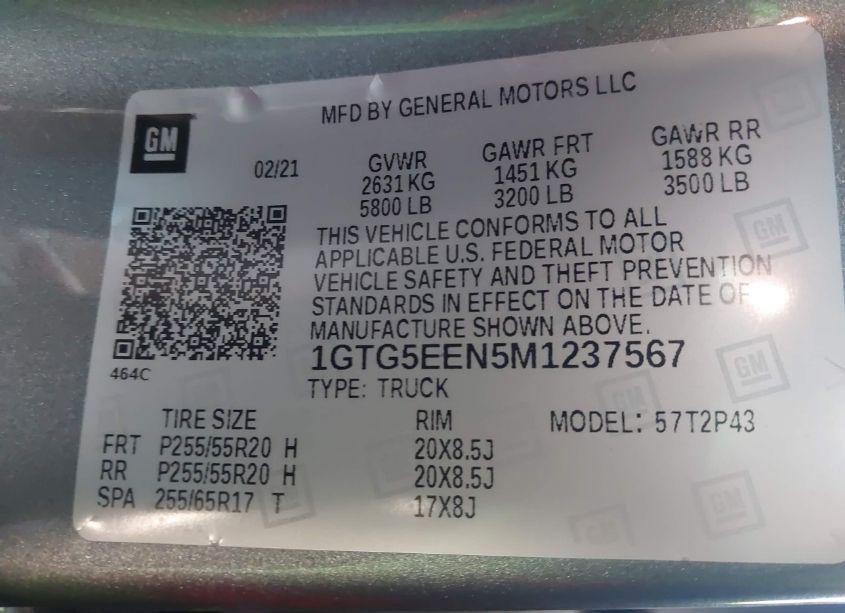 MFD BY GENERAL MOTORS LLC
GM
02/21
GVWR
2631 KG
5800 LB
GAWR FRT
1451 KG
3200 LB
GAWR RR
1588 KG
3500 LB
THIS VEHICLE CONFORMS TO ALL
APPLICABLE U.S. FEDERAL MOTOR
VEHICLE SAFETY AND THEFT PREVENTION
STANDARDS IN EFFECT ON THE DATE OF
MANUFACTURE SHOWN ABOVE.
464C
1GTG5EEN5M1237567
TYPE: TRUCK
TIRE SIZE RIM MODEL: 57T2P43
FRT P255/55R20 H 20X8.5J
RR P255/55R20 H 20X8.5J
SPA 255/65R17 T 17X8J
GM
GM
GM